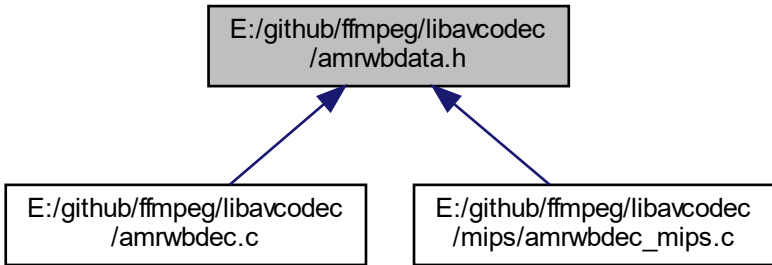 E:/github/ffmpeg/libavcodec
/amrwbdata.h
E:/github/ffmpeg/libavcodec
/amrwbdec.c
E:/github/ffmpeg/libavcodec
/mips/amrwbdec_mips.c